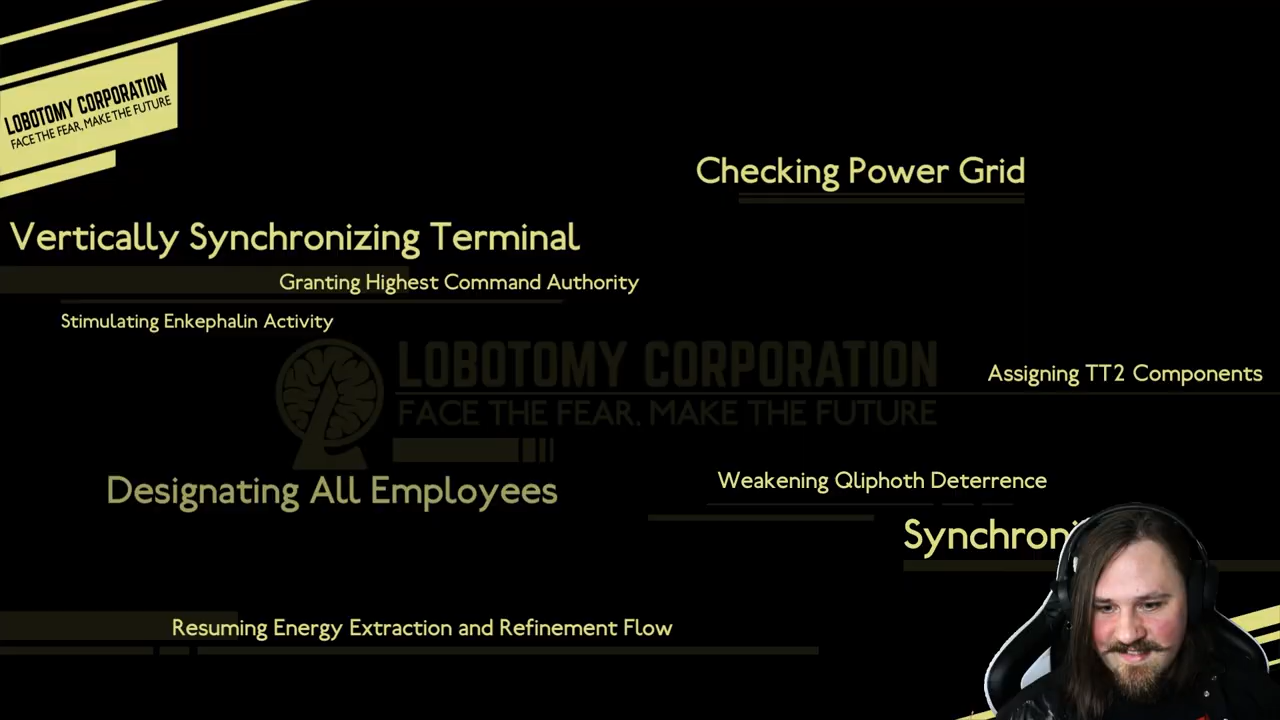 LOBOTOMY CORPORATION
FACE THE FEAR, MAKE THE FUTURE
Checking Power Grid
Vertically Synchronizing Terminal
Granting Highest Command Authority
Stimulating Enkephalin Activity
LOBOTOMY CORPORATION
FACE THE FEAR, MAKE THE FUTURE
Assigning TT2 Components
Weakening Qliphoth Deterrence
Designating All Employees
Resuming Energy Extraction and Refinement Flow